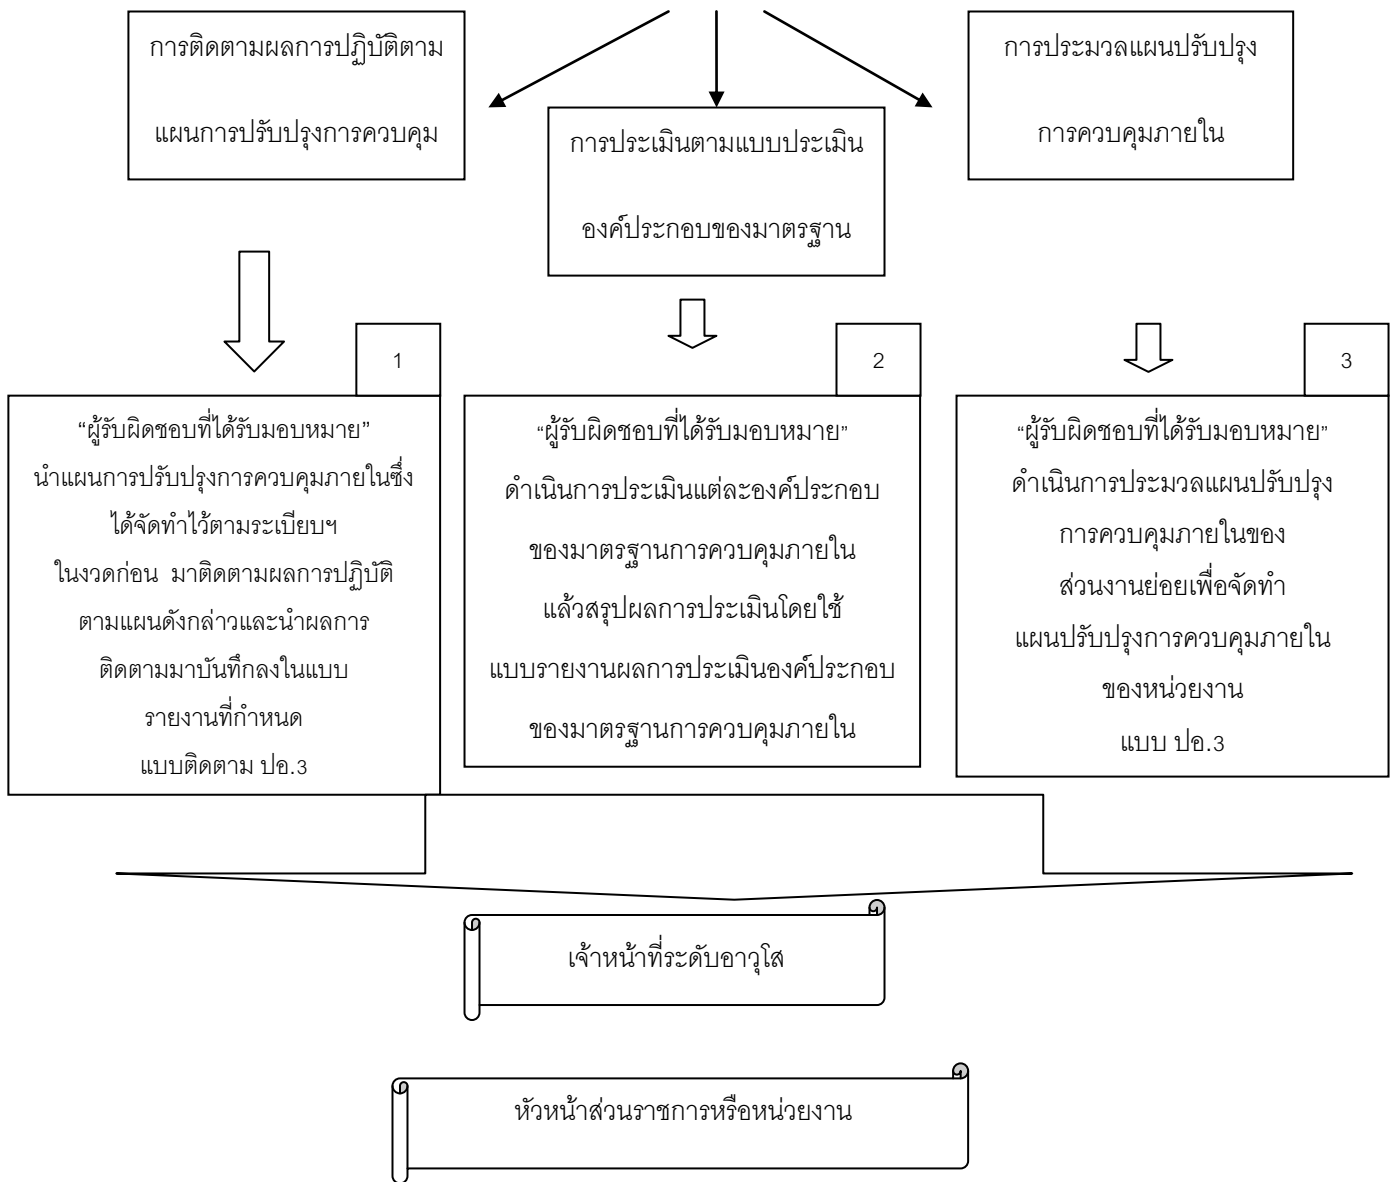 การติดตามผลการปฏิบัติตาม
แผนการปรับปรุงการควบคุม
การประเมินตามแบบประเมิน
องค์ประกอบของมาตรฐาน
การประมวลแผนปรับปรุง
การควบคุมภายใน
1
“ผู้รับผิดชอบที่ได้รับมอบหมาย”
นำแผนการปรับปรุงการควบคุมภายในซึ่ง
ได้จัดทำไว้ตามระเบียบฯ
ในงวดก่อน มาติดตามผลการปฏิบัติ
ตามแผนดังกล่าวและนำผลการ
ติดตามมาบันทึกลงในแบบ
รายงานที่กำหนด
แบบติดตาม ปอ.3
2
“ผู้รับผิดชอบที่ได้รับมอบหมาย”
ดำเนินการประเมินแต่ละองค์ประกอบ
ของมาตรฐานการควบคุมภายใน
แล้วสรุปผลการประเมินโดยใช้
แบบรายงานผลการประเมินองค์ประกอบ
ของมาตรฐานการควบคุมภายใน
3
“ผู้รับผิดชอบที่ได้รับมอบหมาย”
ดำเนินการประมวลแผนปรับปรุง
การควบคุมภายในของ
ส่วนงานย่อยเพื่อจัดทำ
แผนปรับปรุงการควบคุมภายใน
ของหน่วยงาน
แบบ ปอ.3
เจ้าหน้าที่ระดับอาวุโส
หัวหน้าส่วนราชการหรือหน่วยงาน